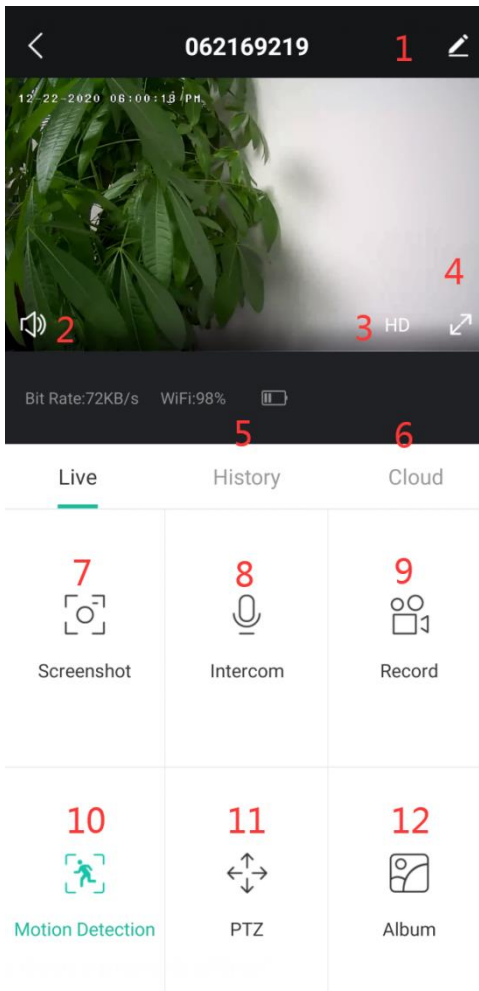 062169219 1
12-22-2020 06:00:13 PM
4
2 3 HD
Bit Rate:72KB/s WiFi:98%
5 6
Live History Cloud
7 8 9
Screenshot Intercom Record
10 11 12
Motion Detection PTZ Album